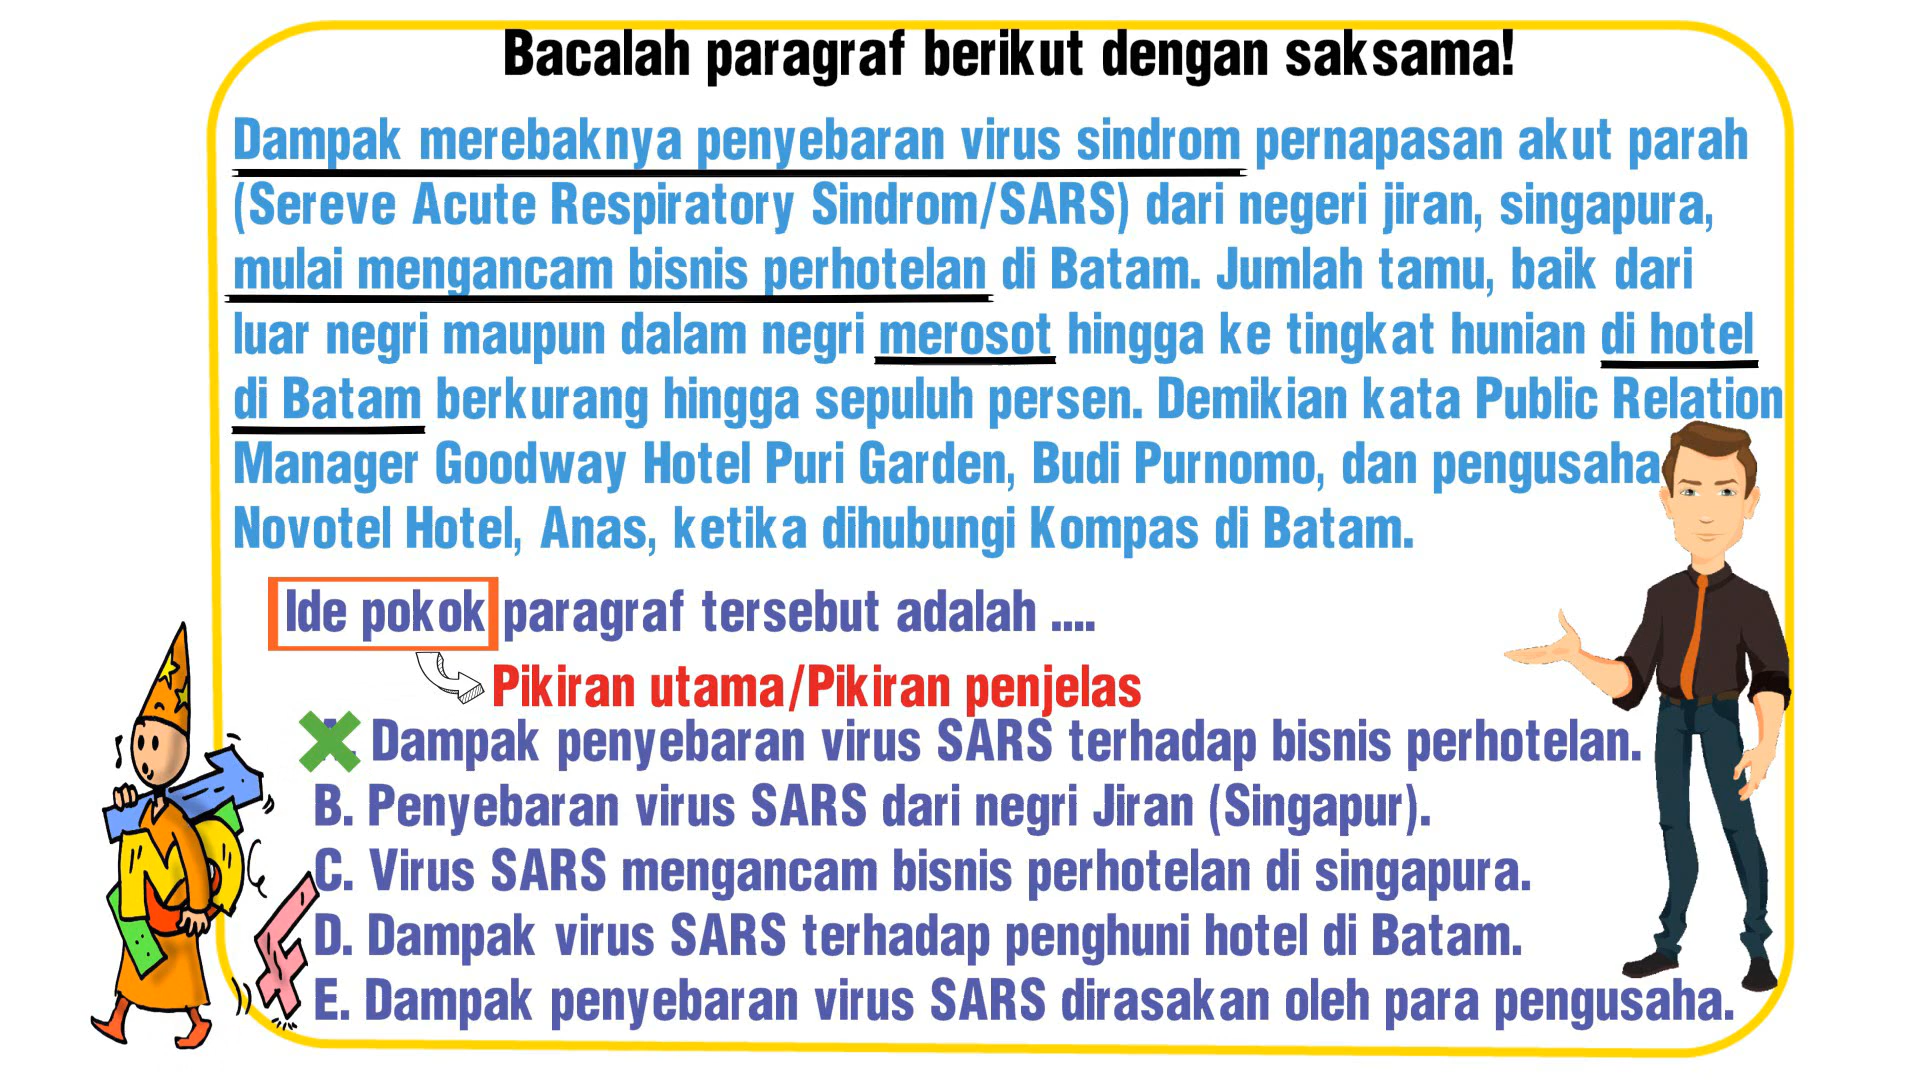 Bacalah paragraf berikut dengan saksama!
Dampak merebaknya penyebaran virus sindrom pernapasan akut parah
(Sereve Acute Respiratory Sindrom/SARS) dari negeri jiran, singapura,
mulai mengancam bisnis perhotelan di Batam. Jumlah tamu, baik dari
luar negri maupun dalam negri merosot hingga ke tingkat hunian di hotel
di Batam berkurang hingga sepuluh persen. Demikian kata Public Relation
Manager Goodway Hotel Puri Garden, Budi Purnomo, dan pengusaha
Novotel Hotel, Anas, ketika dihubungi Kompas di Batam.
Ide pokok paragraf tersebut adalah ....
Pikiran utama/Pikiran penjelas
Dampak penyebaran virus SARS terhadap bisnis perhotelan.
B. Penyebaran virus SARS dari negri Jiran (Singapur).
C. Virus SARS mengancam bisnis perhotelan di singapura.
D. Dampak virus SARS terhadap penghuni hotel di Batam.
E. Dampak penyebaran virus SARS dirasakan oleh para pengusaha.